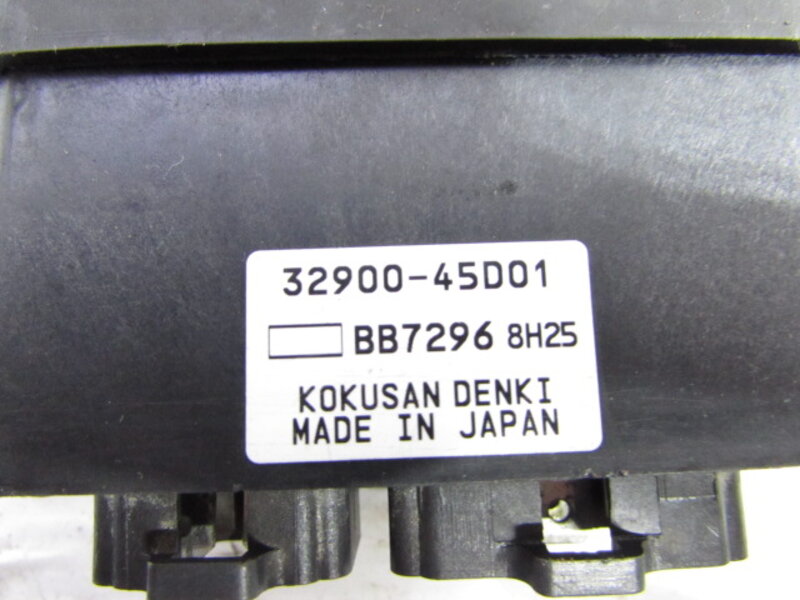 32900-45D01
BB7296 8H25
KOKUSAN DENKI
MADE IN JAPAN